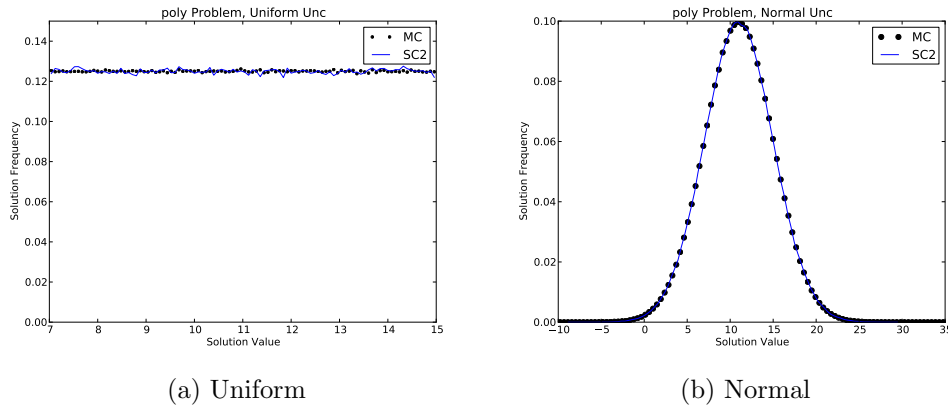 poly Problem, Uniform Unc
MC
SC2
0.14
0.12
0.10
0.08
0.06
0.04
0.02
0.00
7 8 9 10 11 12 13 14 15
Solution Frequency
Solution Value
(a) Uniform
poly Problem, Normal Unc
MC
SC2
0.10
0.08
0.06
0.04
0.02
0.00
−10 −5 0 5 10 15 20 25 30 35
Solution Frequency
Solution Value
(b) Normal